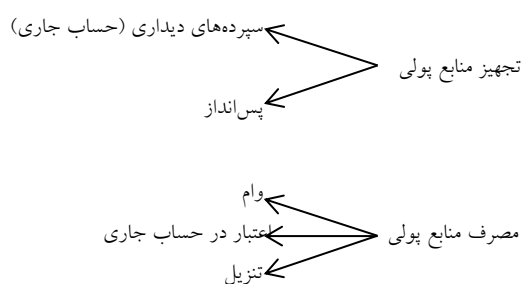 سپرده‌های دیداری (حساب جاری)
تجهیز منابع پولی
پس‌انداز
وام
مصرف منابع پولی
اعتبار در حساب جاری
تنزیل